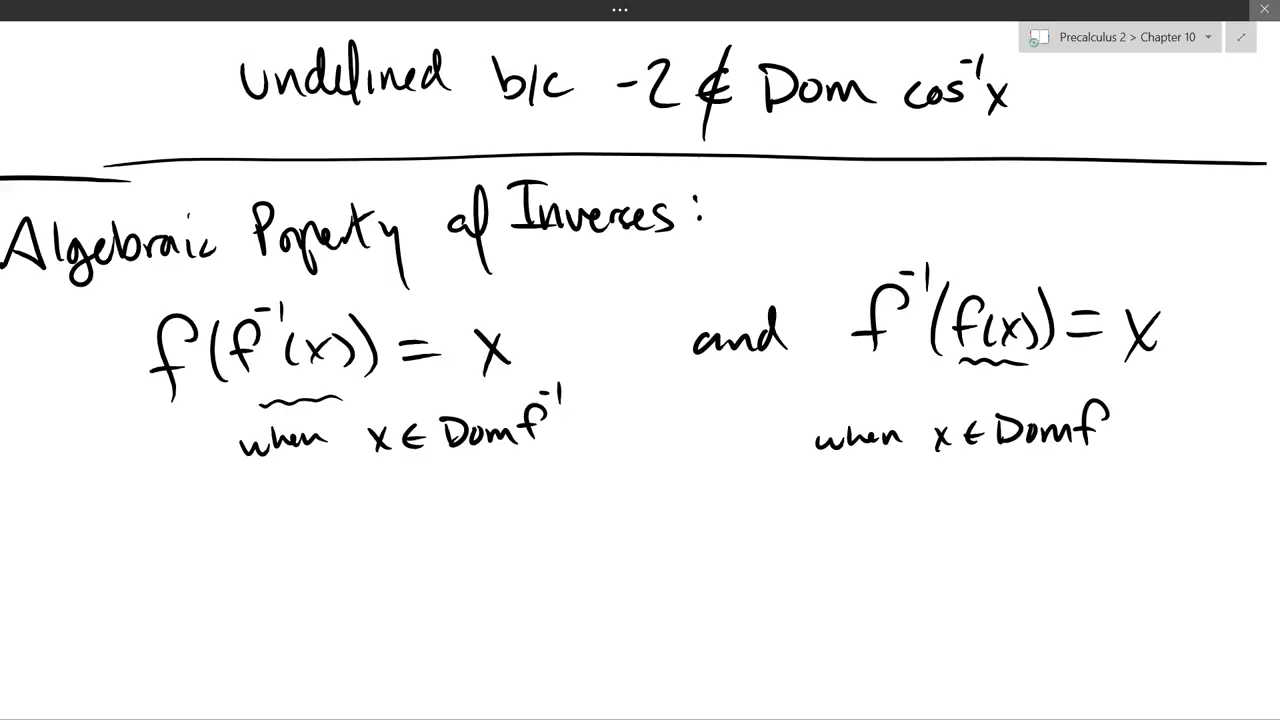 Precalculus 2 > Chapter 10
undefined b/c -2 ∉ Dom cos⁻¹x
Algebraic Property of Inverses:
f(f⁻¹(x)) = x and f⁻¹(f(x)) = x
when x ∈ Dom f⁻¹ when x ∈ Dom f